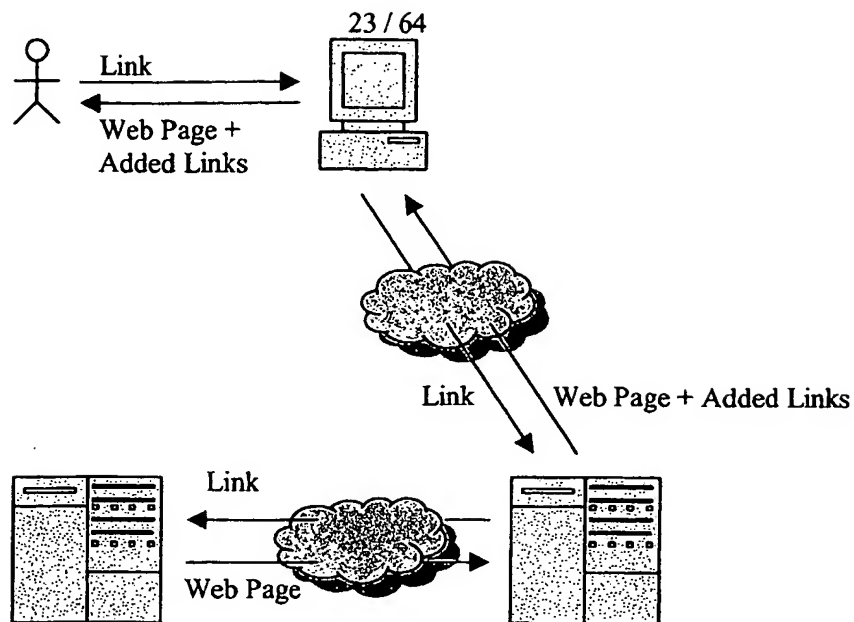 23 / 64
Link
Web Page +
Added Links
Link
Web Page + Added Links
Link
Web Page